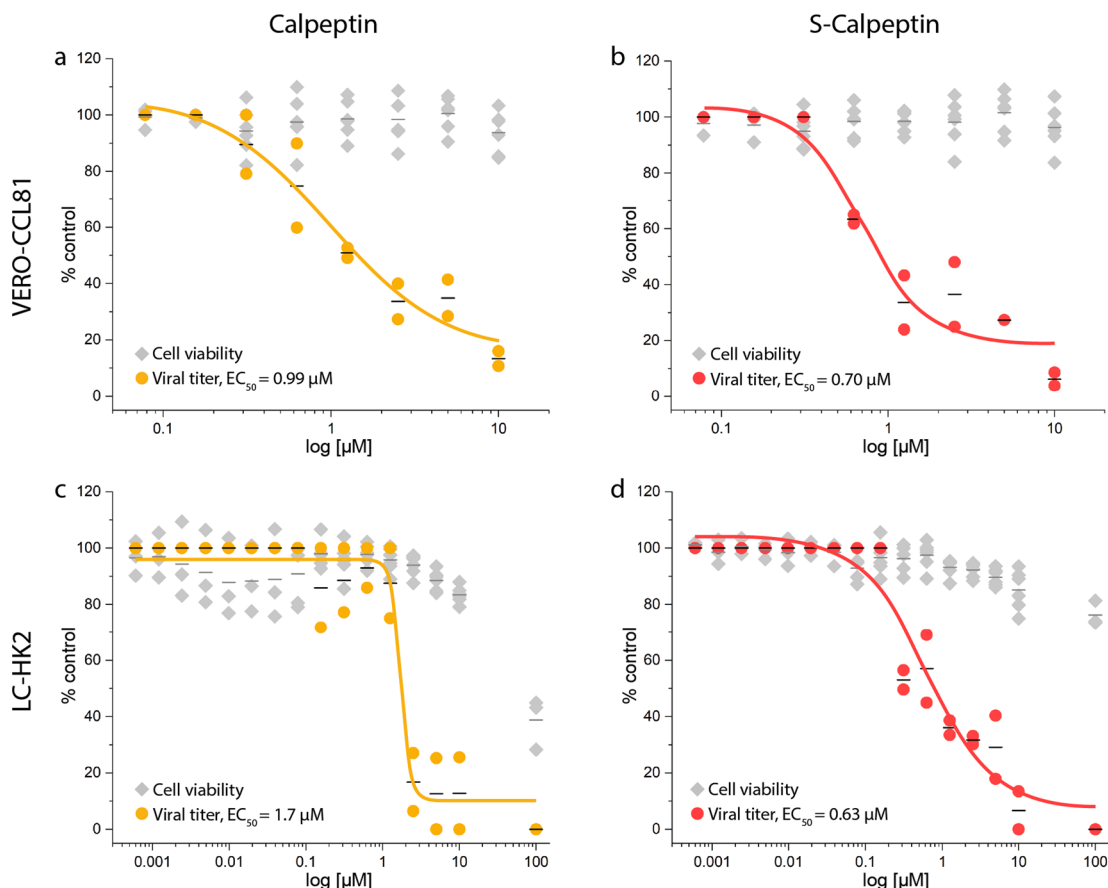 Calpeptin
S-Calpeptin
VERO-CCL81
a
120
100
80
60
40
20
0
% control
Cell viability
Viral titer, EC50 = 0.99 μM
0.1
1
10
log [μM]
b
120
100
80
60
40
20
0
% control
Cell viability
Viral titer, EC50 = 0.70 μM
0.1
1
10
log [μM]
LC-HK2
c
120
100
80
60
40
20
0
% control
Cell viability
Viral titer, EC50 = 1.7 μM
0.001
0.01
0.1
1
10
100
log [μM]
d
120
100
80
60
40
20
0
% control
Cell viability
Viral titer, EC50 = 0.63 μM
0.001
0.01
0.1
1
10
100
log [μM]